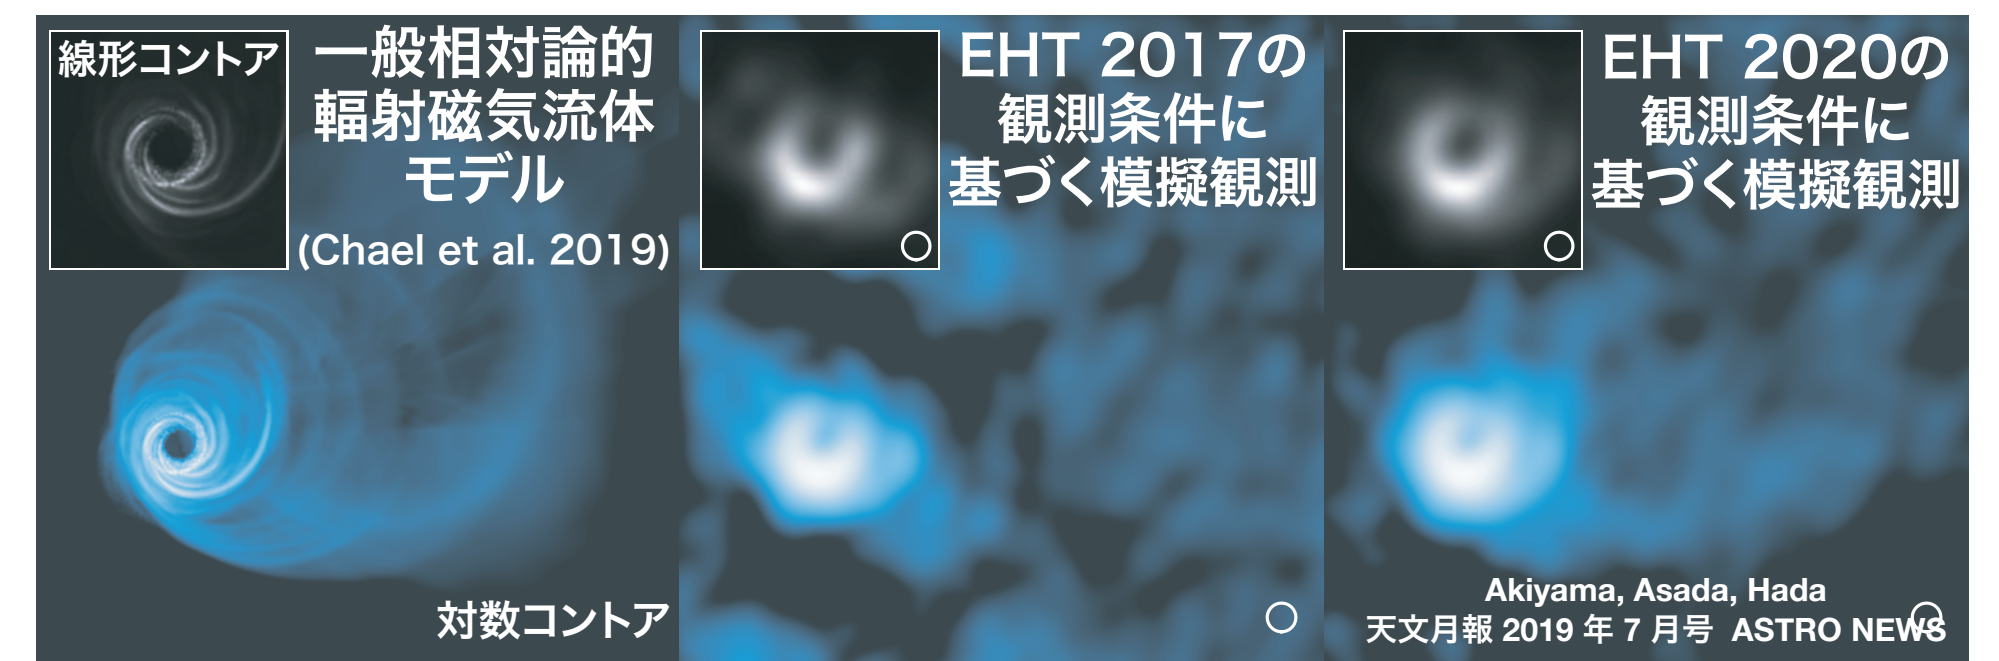 線形コントア
一般相対論的
輻射磁気流体
モデル
(Chael et al. 2019)
対数コントア
EHT 2017の
観測条件に
基づく模擬観測
EHT 2020の
観測条件に
基づく模擬観測
Akiyama, Asada, Hada
天文月報 2019 年 7 月号 ASTRO NEWS